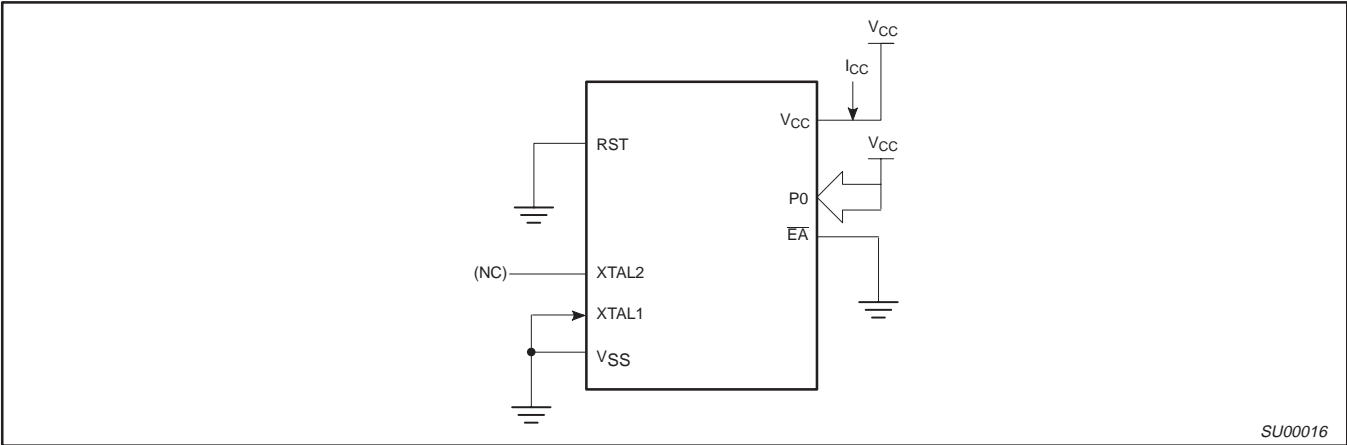 VCC
ICC
VCC
RST
VCC
P0
EA
(NC)
XTAL2
XTAL1
VSS
SU00016